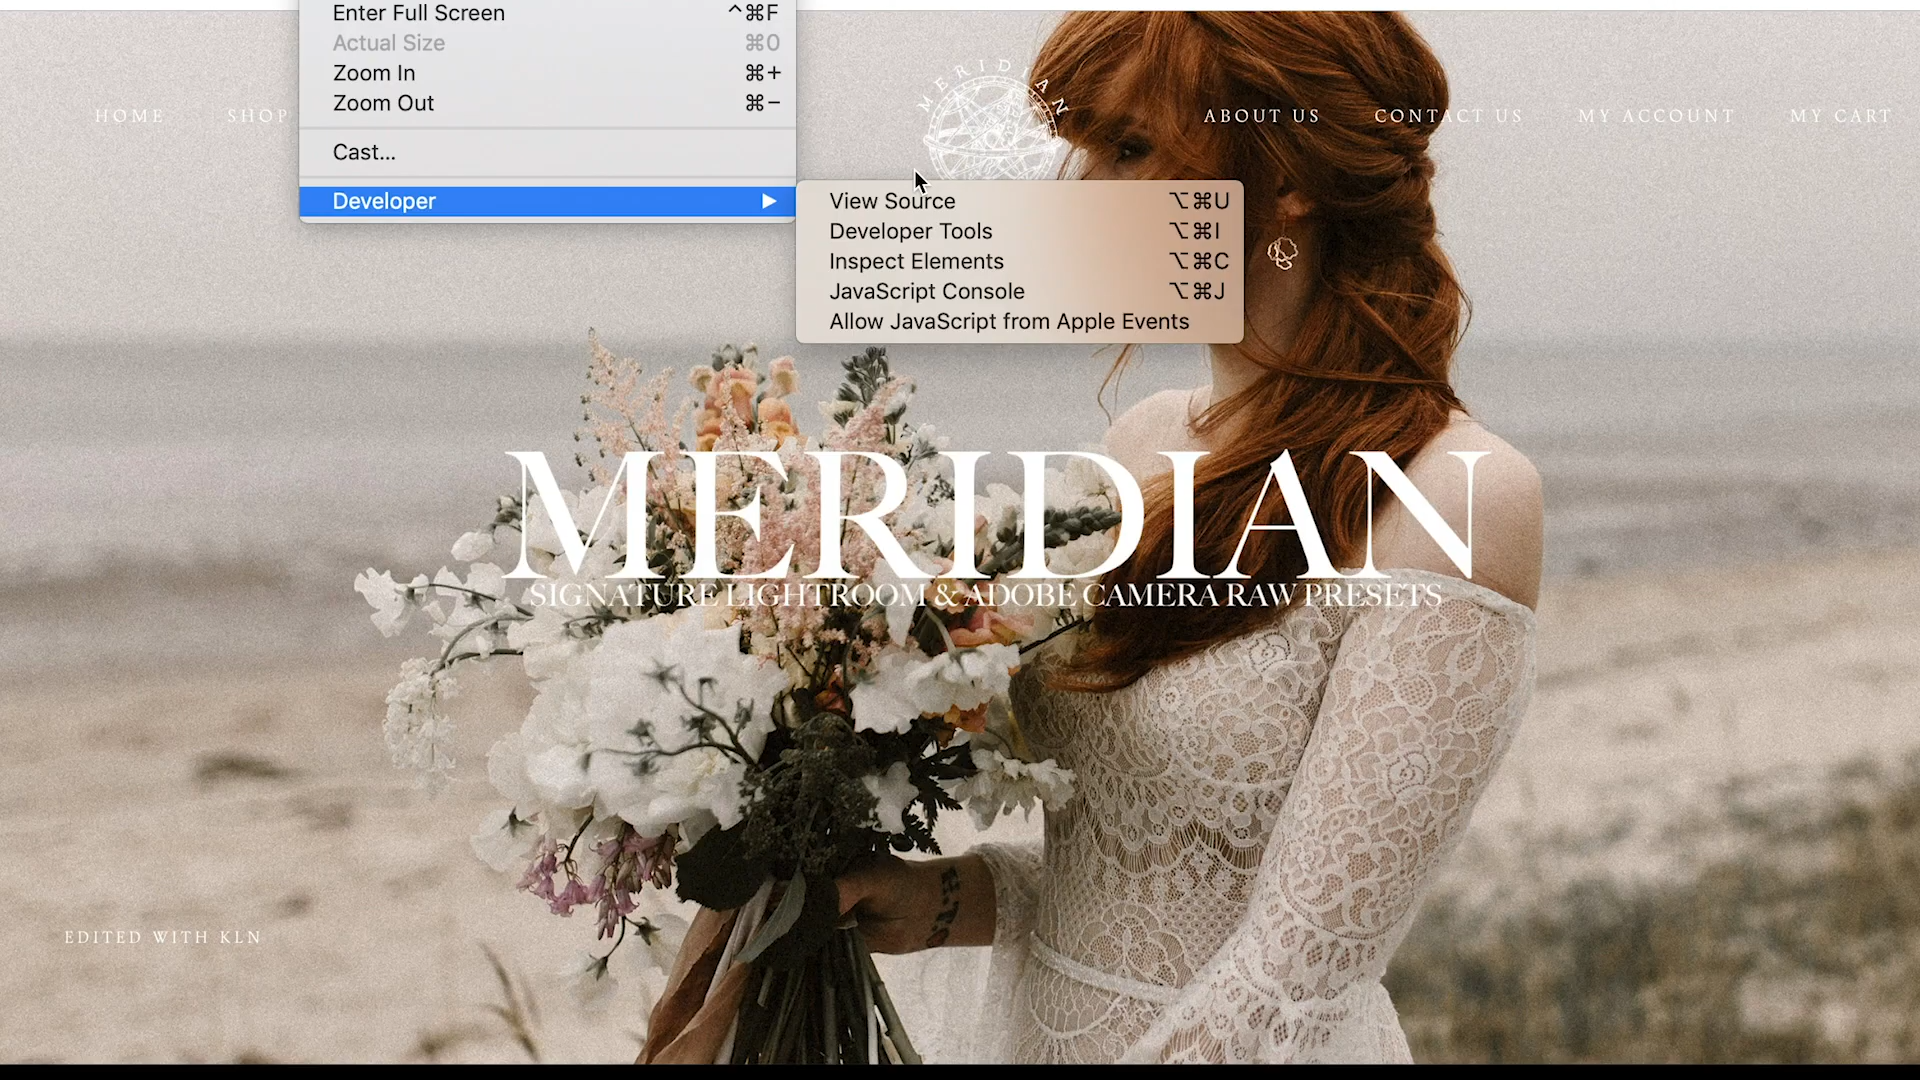 Enter Full Screen ^⌘F
Actual Size ⌘0
Zoom In ⌘+
Zoom Out ⌘−
Cast...
Developer ▶
View Source ⌥⌘U
Developer Tools ⌥⌘I
Inspect Elements ⌥⌘C
JavaScript Console ⌥⌘J
Allow JavaScript from Apple Events
HOME SHOP
MERIDIAN
ABOUT US CONTACT US MY ACCOUNT MY CART
MERIDIAN
SIGNATURE LIGHTROOM & ADOBE CAMERA RAW PRESETS
EDITED WITH KLN